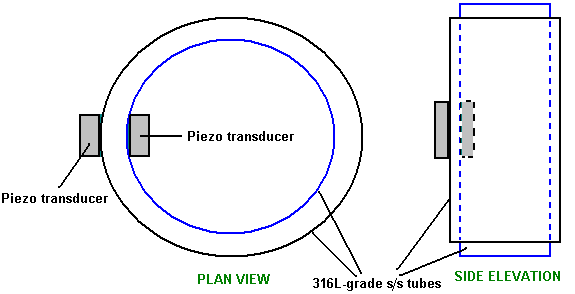 Piezo transducer
Piezo transducer
PLAN VIEW
316L-grade s/s tubes
SIDE ELEVATION